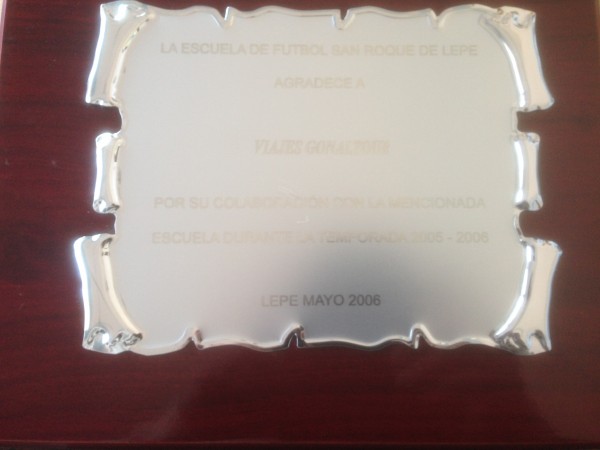 LA ESCUELA DE FUTBOL SAN ROQUE DE LEPE
AGRADECE A
VIAJES
POR SU COLABORACION CON LA MENCIONADA
ESCUELA DURANTE LA TEMPORADA 2005 - 2006
LEPE MAYO 2006